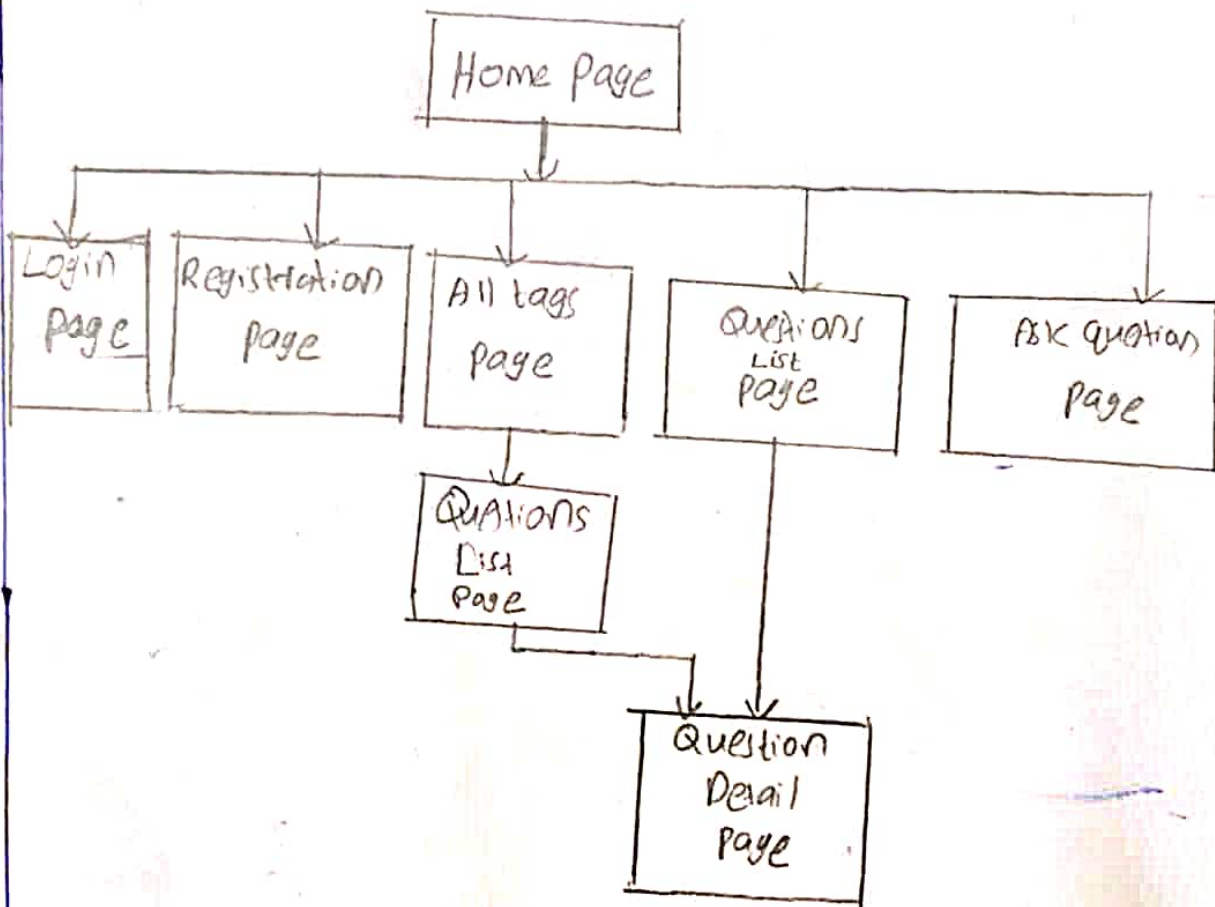 Home Page
Login
Page
Registration
Page
All tags
Page
Questions
List
Page
Ask Quetion
Page
Questions
List
Page
Question
Detail
Page